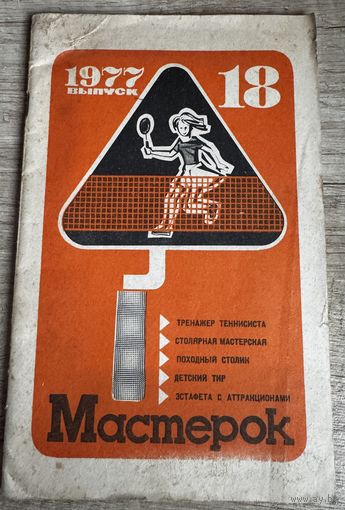 1977
ВЫПУСК
18
ТРЕНАЖЕР ТЕННИСИСТА
СТОЛЯРНАЯ МАСТЕРСКАЯ
ПОХОДНЫЙ СТОЛИК
ДЕТСКИЙ ТИР
ЭСТАФЕТА С АТТРАКЦИОНАМИ
Мастерок